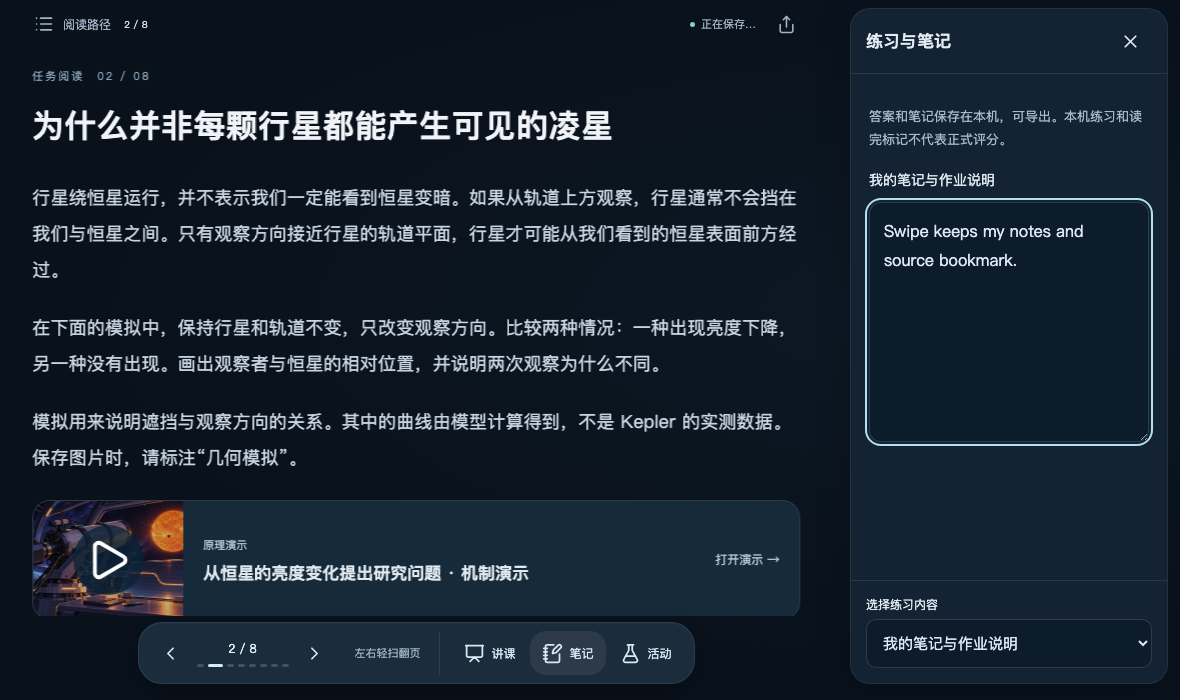 阅读路径 2 / 8
正在保存...
任务阅读 02 / 08
为什么并非每颗行星都能产生可见的凌星
行星绕恒星运行，并不表示我们一定能看到恒星变暗。如果从轨道上方观察，行星通常不会挡在
我们与恒星之间。只有观察方向接近行星的轨道平面，行星才可能从我们看到的恒星表面前方经
过。
在下面的模拟中，保持行星和轨道不变，只改变观察方向。比较两种情况：一种出现亮度下降，
另一种没有出现。画出观察者与恒星的相对位置，并说明两次观察为什么不同。
模拟用来说明遮挡与观察方向的关系。其中的曲线由模型计算得到，不是 Kepler 的实测数据。
保存图片时，请标注“几何模拟”。
原理演示
从恒星的亮度变化提出研究问题 · 机制演示
打开演示 →
2 / 8
左右轻扫翻页
讲课
笔记
活动
练习与笔记
答案和笔记保存在本机，可导出。本机练习和读
完标记不代表正式评分。
我的笔记与作业说明
Swipe keeps my notes and
source bookmark.
选择练习内容
我的笔记与作业说明